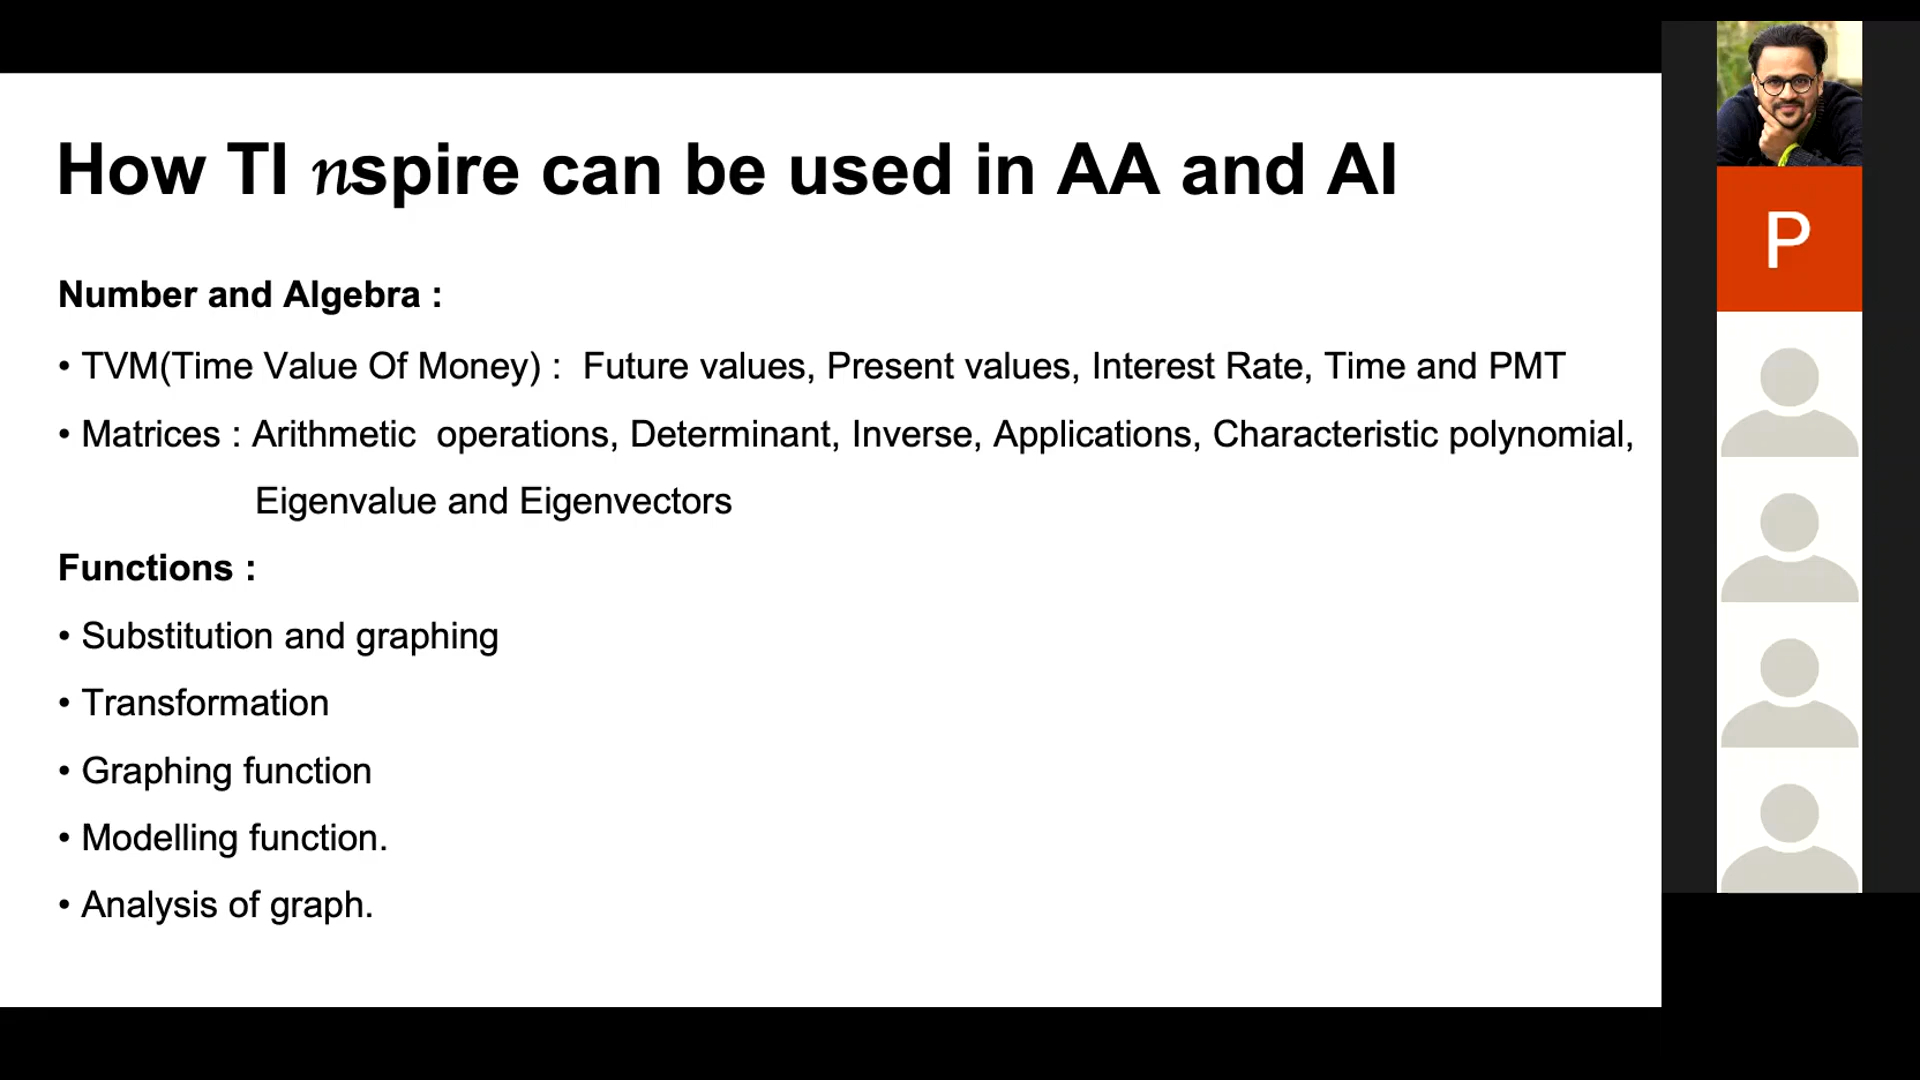 How TI nspire can be used in AA and AI
Number and Algebra :
• TVM(Time Value Of Money) : Future values, Present values, Interest Rate, Time and PMT
• Matrices : Arithmetic operations, Determinant, Inverse, Applications, Characteristic polynomial,
Eigenvalue and Eigenvectors
Functions :
• Substitution and graphing
• Transformation
• Graphing function
• Modelling function.
• Analysis of graph.
P